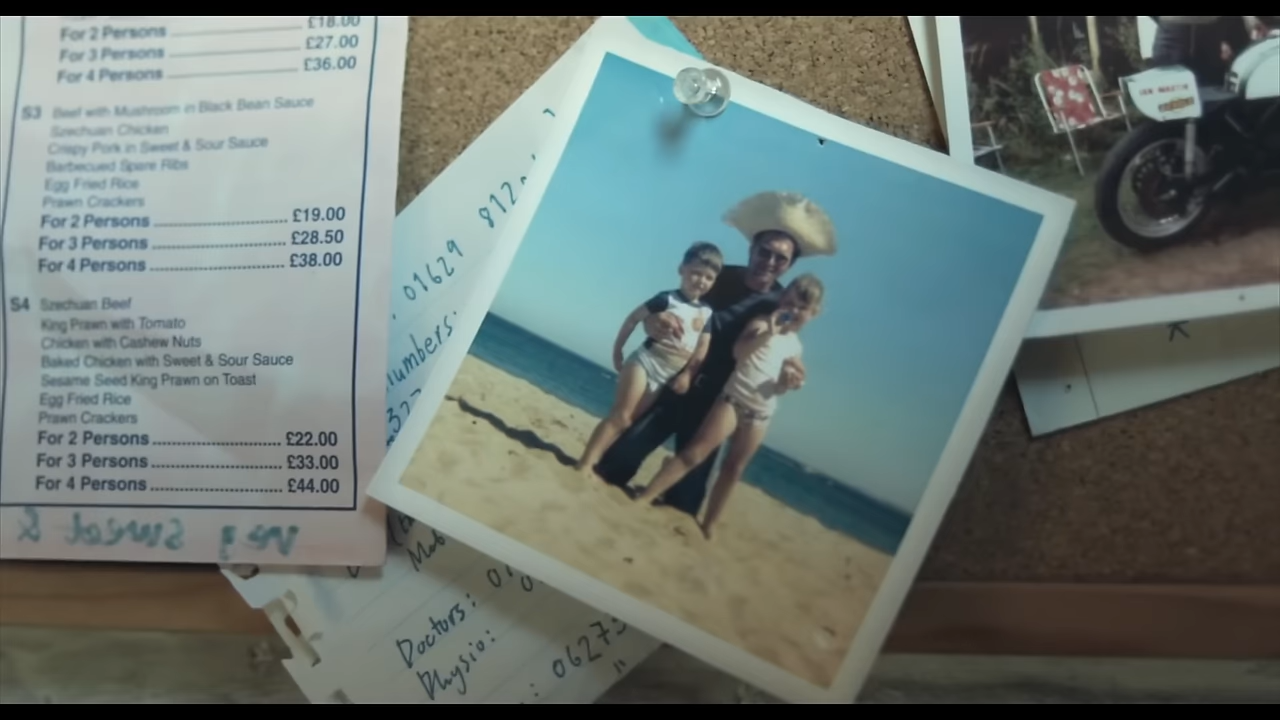 £18.00
For 2 Persons £27.00
For 3 Persons £36.00
For 4 Persons
S3 Beef with Mushroom in Black Bean Sauce
Szechuan Chicken
Crispy Pork in Sweet & Sour Sauce
Barbecued Spare Ribs
Egg Fried Rice
Prawn Crackers
For 2 Persons £19.00
For 3 Persons £28.50
For 4 Persons £38.00
S4 Szechuan Beef
King Prawn with Tomato
Chicken with Cashew Nuts
Baked Chicken with Sweet & Sour Sauce
Sesame Seed King Prawn on Toast
Egg Fried Rice
Prawn Crackers
For 2 Persons £22.00
For 3 Persons £33.00
For 4 Persons £44.00
01629 812
umbers:
Mob
Doctors: 01
Physio:
: 06273
IAN MARTIN